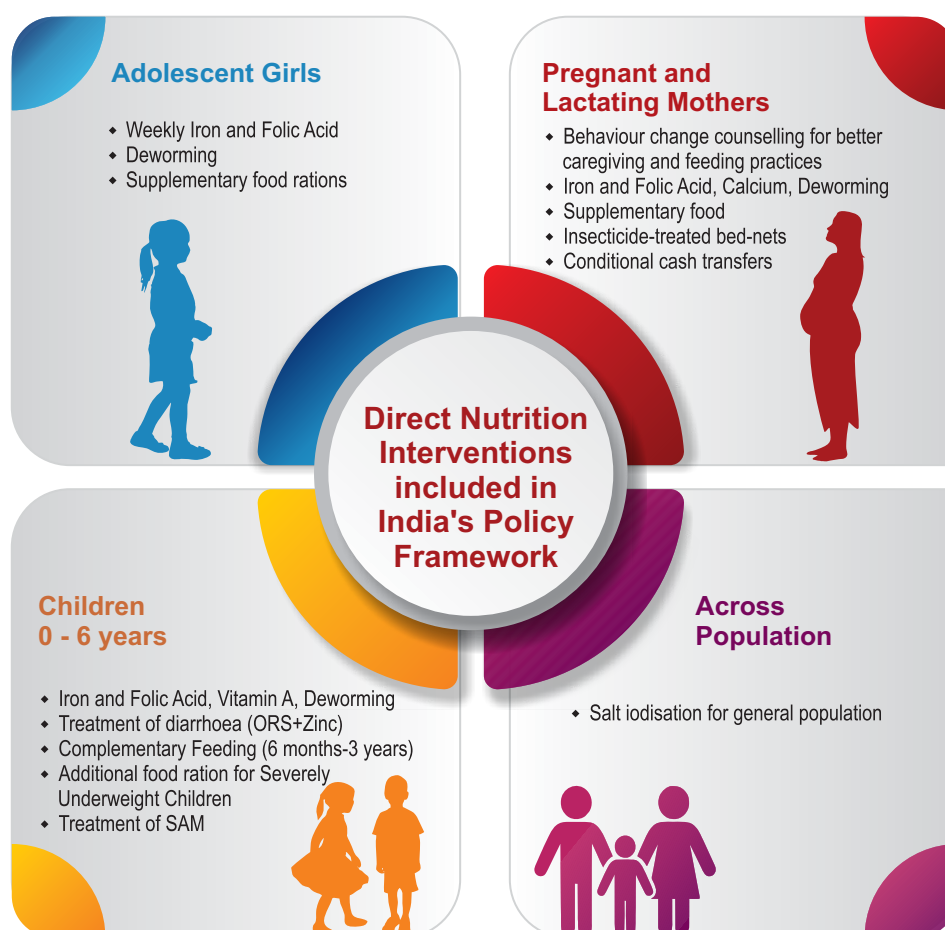 Adolescent Girls
◆ Weekly Iron and Folic Acid
◆ Deworming
◆ Supplementary food rations
Pregnant and
Lactating Mothers
◆ Behaviour change counselling for better
caregiving and feeding practices
◆ Iron and Folic Acid, Calcium, Deworming
◆ Supplementary food
◆ Insecticide-treated bed-nets
◆ Conditional cash transfers
Direct Nutrition
Interventions
included in
India's Policy
Framework
Children
0 - 6 years
◆ Iron and Folic Acid, Vitamin A, Deworming
◆ Treatment of diarrhoea (ORS+Zinc)
◆ Complementary Feeding (6 months-3 years)
◆ Additional food ration for Severely
Underweight Children
◆ Treatment of SAM
Across
Population
◆ Salt iodisation for general population